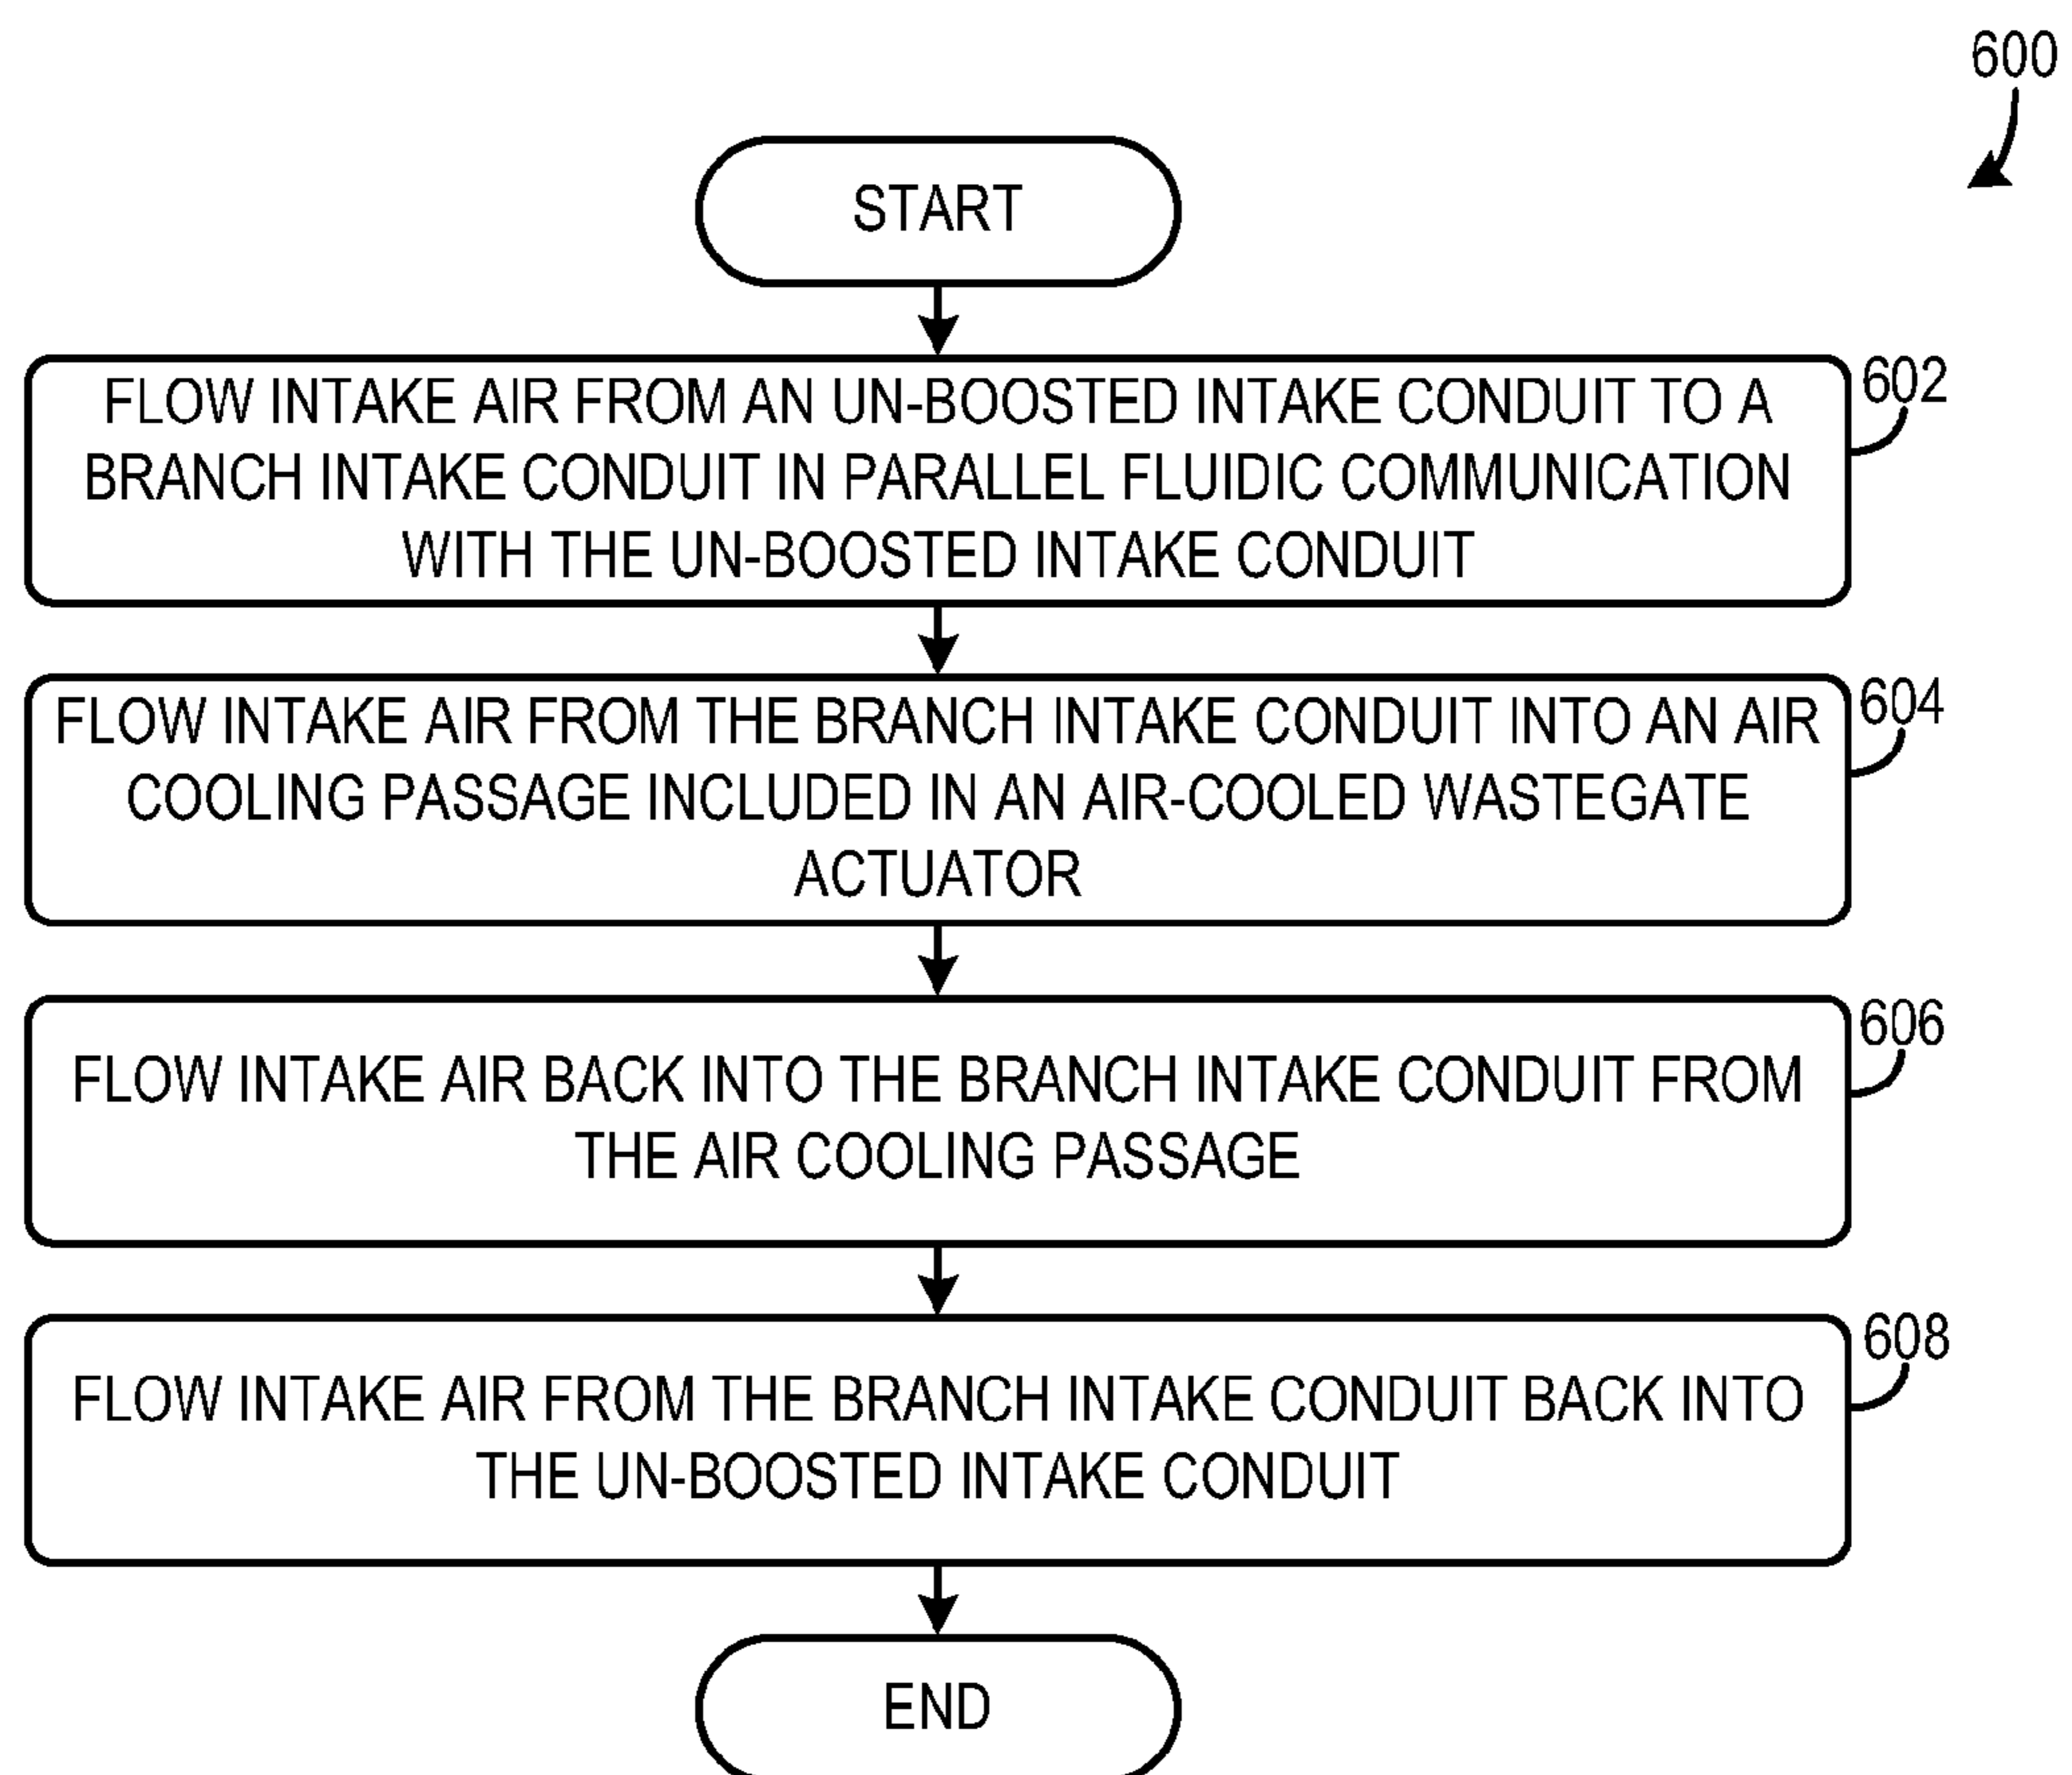 600
START
602
FLOW INTAKE AIR FROM AN UN-BOOSTED INTAKE CONDUIT TO A
BRANCH INTAKE CONDUIT IN PARALLEL FLUIDIC COMMUNICATION
WITH THE UN-BOOSTED INTAKE CONDUIT
604
FLOW INTAKE AIR FROM THE BRANCH INTAKE CONDUIT INTO AN AIR
COOLING PASSAGE INCLUDED IN AN AIR-COOLED WASTEGATE
ACTUATOR
606
FLOW INTAKE AIR BACK INTO THE BRANCH INTAKE CONDUIT FROM
THE AIR COOLING PASSAGE
608
FLOW INTAKE AIR FROM THE BRANCH INTAKE CONDUIT BACK INTO
THE UN-BOOSTED INTAKE CONDUIT
END